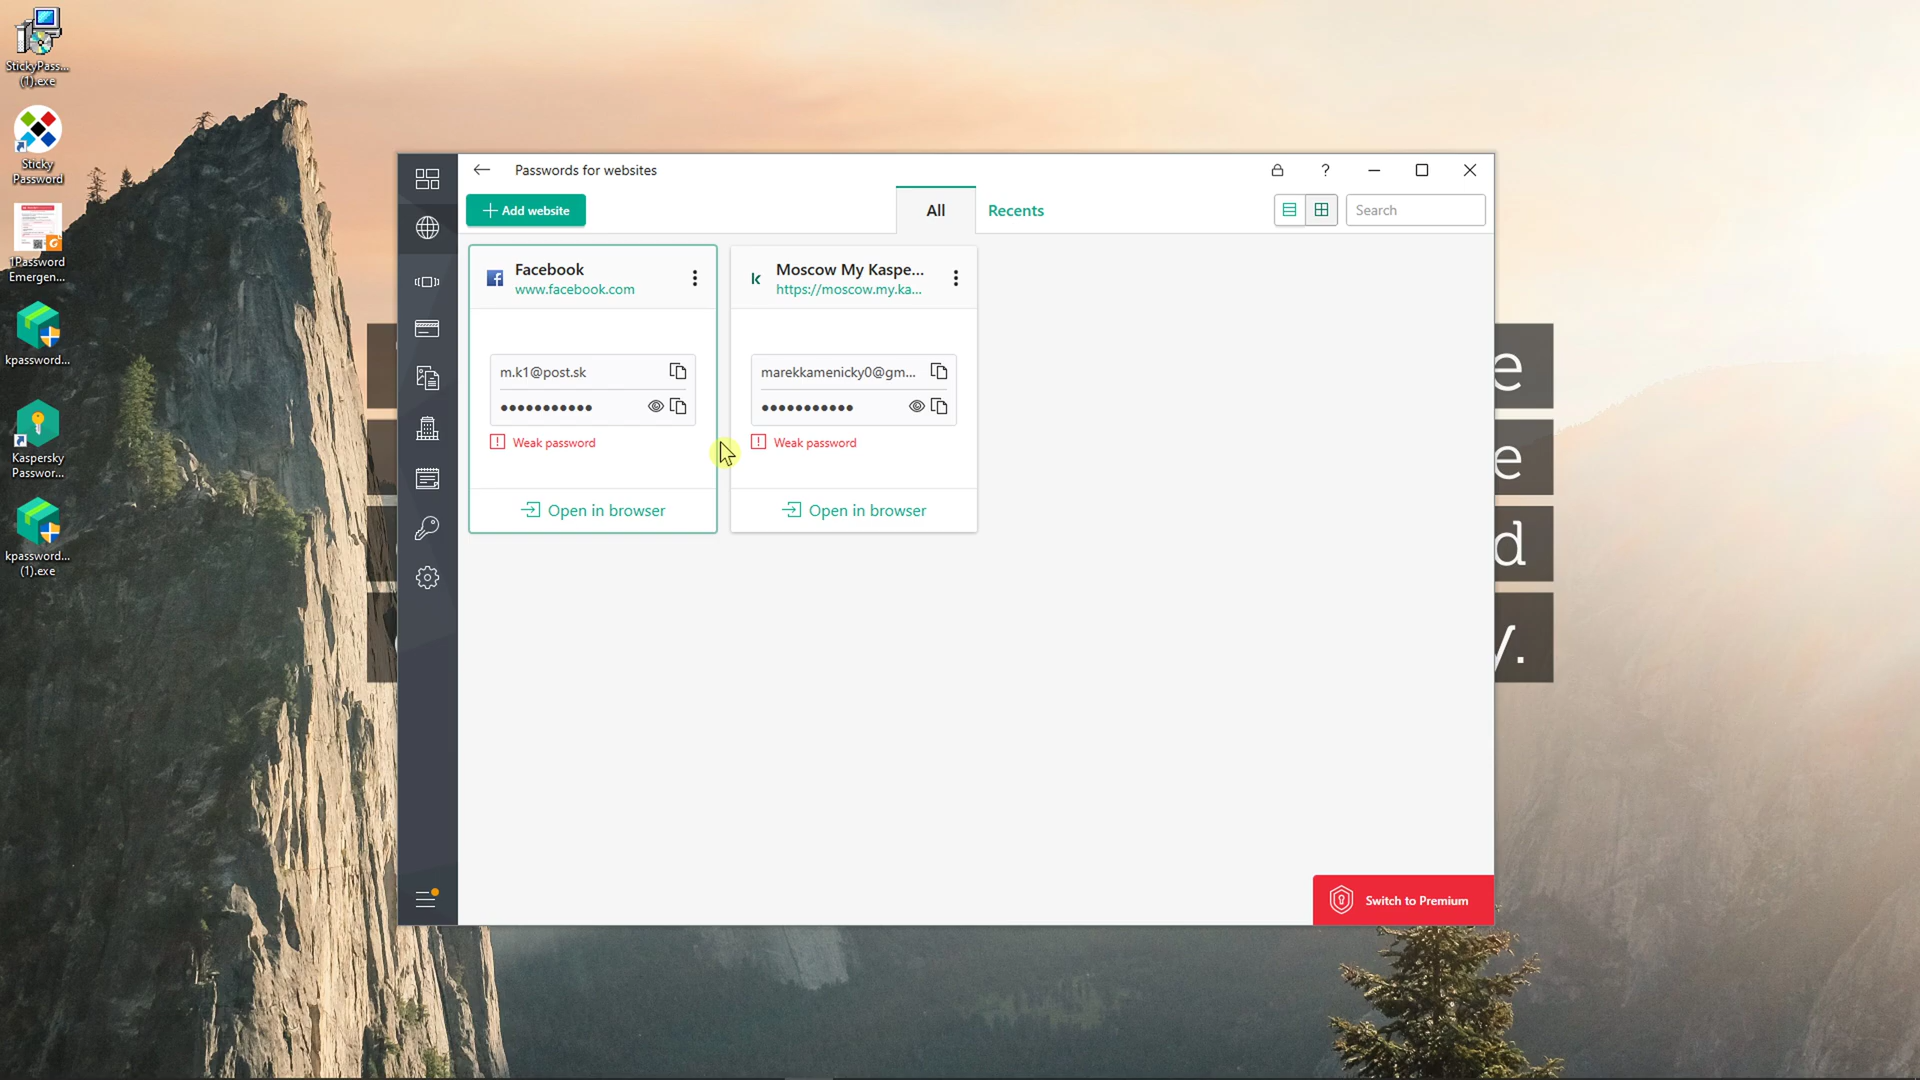 StickyPass...
(1).exe
Sticky
Password
1Password
Emergen...
kpassword...
Kaspersky
Passwor...
kpassword...
(1).exe
Passwords for websites
?
Add website
All
Recents
Search
Facebook
www.facebook.com
m.k1@post.sk
•••••••••••
Weak password
Open in browser
Moscow My Kaspe...
https://moscow.my.ka...
marekkamenicky0@gm...
•••••••••••
Weak password
Open in browser
Switch to Premium
e
e
d
y.